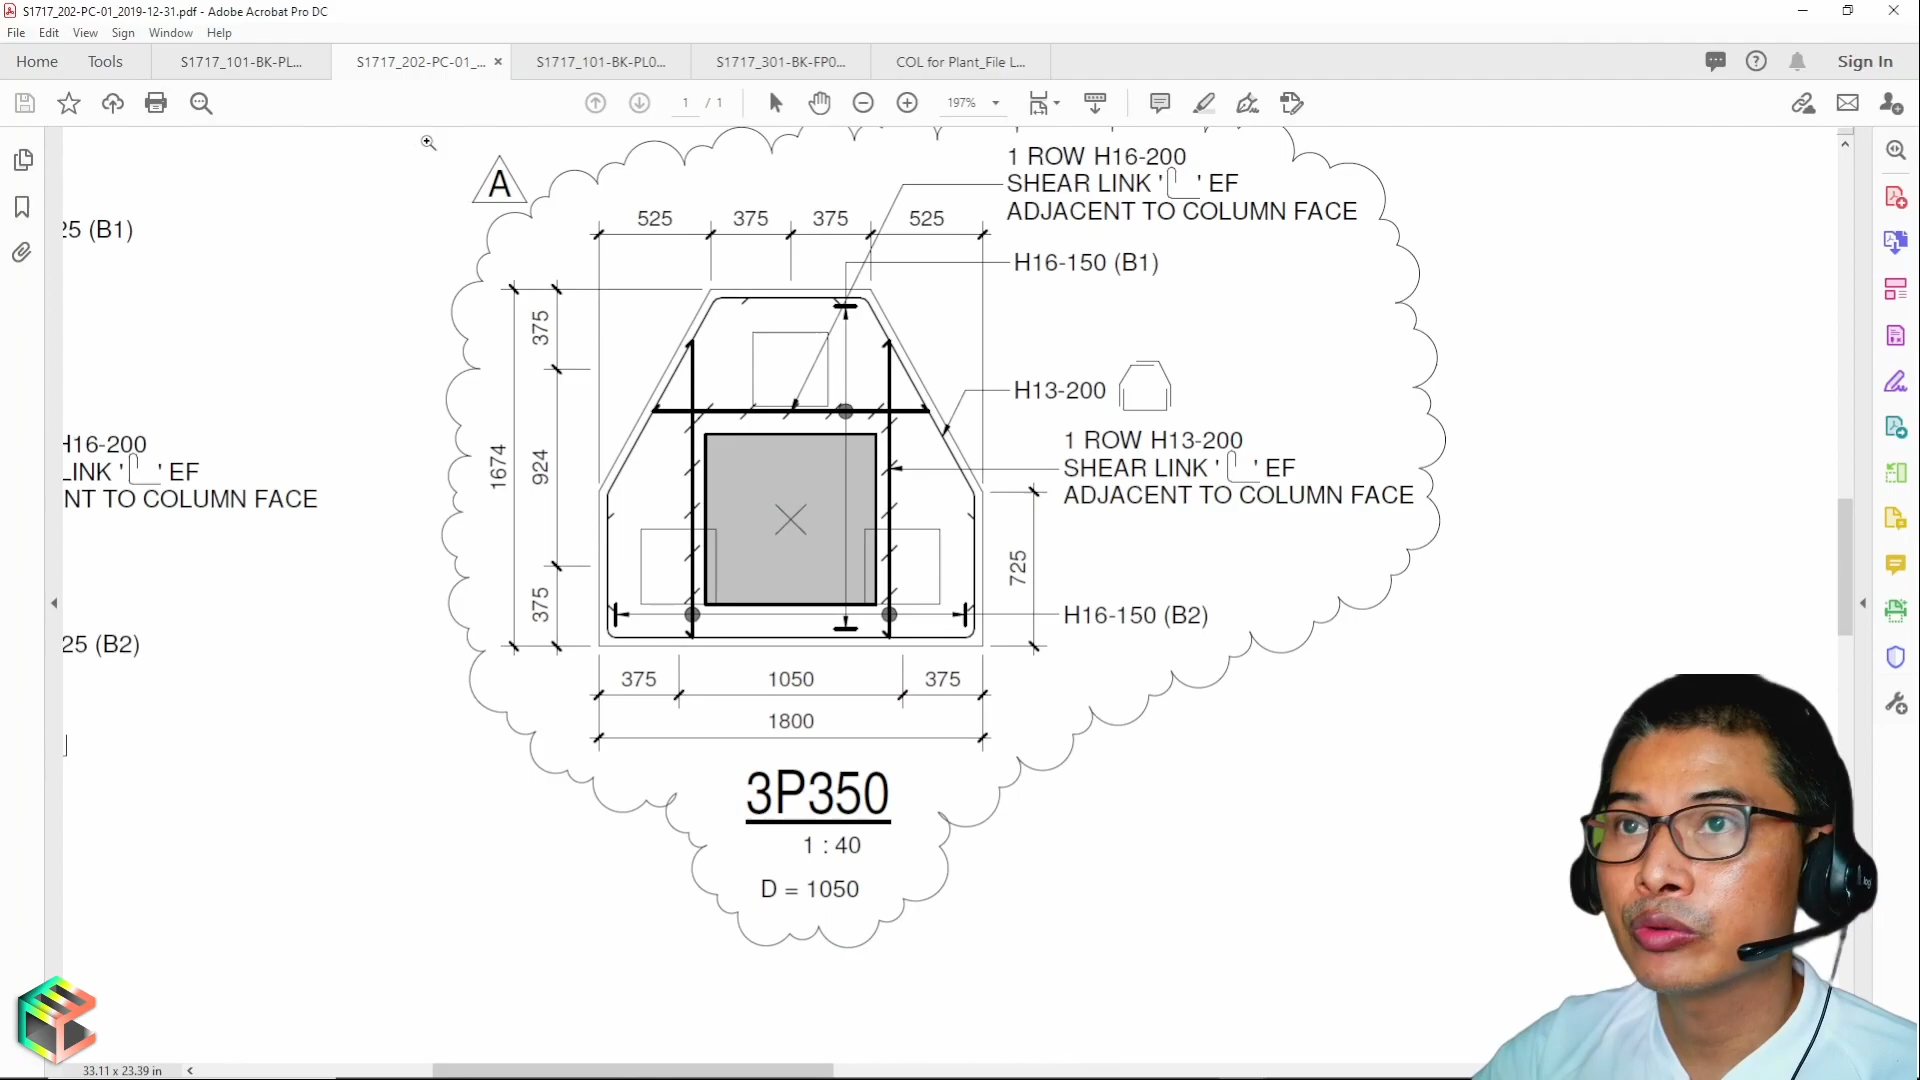 S1717_202-PC-01_2019-12-31.pdf - Adobe Acrobat Pro DC
File Edit View Sign Window Help
Home Tools S1717_101-BK-PL... S1717_202-PC-01_... × S1717_101-BK-PL0... S1717_301-BK-FP0... COL for Plant_File L... Sign In
1 / 1 197%
A
1 ROW H16-200
SHEAR LINK ' ' EF
ADJACENT TO COLUMN FACE
25 (B1)
525 375 375 525
H16-150 (B1)
375
H13-200
1 ROW H13-200
SHEAR LINK ' ' EF
ADJACENT TO COLUMN FACE
H16-200
LINK ' ' EF
NT TO COLUMN FACE
1674
924
725
375
H16-150 (B2)
25 (B2)
375 1050 375
1800
3P350
1 : 40
D = 1050
33.11 x 23.39 in